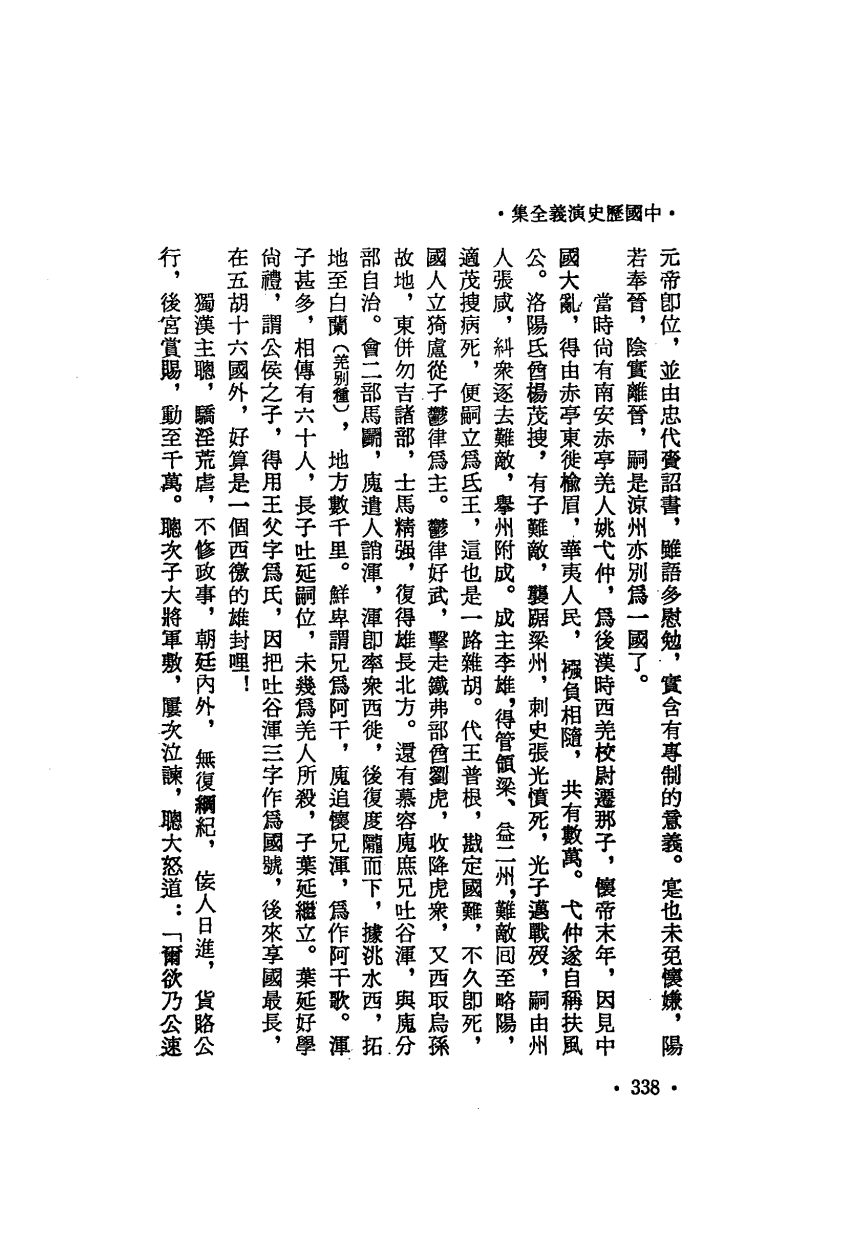 ·中國歷史演義全集·
元帝卽位，並由忠代賷詔書，雖語多慰勉，實含有專制的意義。寔也未免懷嫌，陽
若奉晉，陰實離晉，嗣是涼州亦別爲一國了。
當時尙有南安赤亭羌人姚弋仲，爲後漢時西羌校尉遷那子，懷帝末年，因見中
國大亂，得由赤亭東徙楡眉，華夷人民，襁負相隨，共有數萬。弋仲遂自稱扶風
公。洛陽氐酋楊茂搜，有子難敵，襲踞梁州，刺史張光憤死，光子邁戰歿，嗣由州
人張咸，糾衆逐去難敵，擧州附成。成主李雄，得管領梁、益二州，難敵囘至略陽，
適茂搜病死，便嗣立爲氐王，這也是一路雜胡。代王普根，戡定國難，不久卽死，
國人立猗盧從子鬱律爲主。鬱律好武，擊走鐵弗部酋劉虎，收降虎衆，又西取烏孫
故地，東併勿吉諸部，士馬精强，復得雄長北方。還有慕容廆庶兄吐谷渾，與廆分
部自治。會二部馬鬭，廆遣人誚渾，渾卽率衆西徙，後復度隴而下，據洮水西，拓
地至白蘭（羌別種），地方數千里。鮮卑謂兄爲阿干，廆追懷兄渾，爲作阿干歌。渾
子甚多，相傳有六十人，長子吐延嗣位，未幾爲羌人所殺，子葉延繼立。葉延好學
尙禮，謂公侯之子，得用王父字爲氏，因把吐谷渾三字作爲國號，後來享國最長，
在五胡十六國外，好算是一個西徼的雄封哩！
獨漢主聰，驕淫荒虐，不修政事，朝廷內外，無復綱紀，佞人日進，貨賂公
行，後宮賞賜，動至千萬。聰次子大將軍敷，屢次泣諫，聰大怒道：「爾欲乃公速
·338·